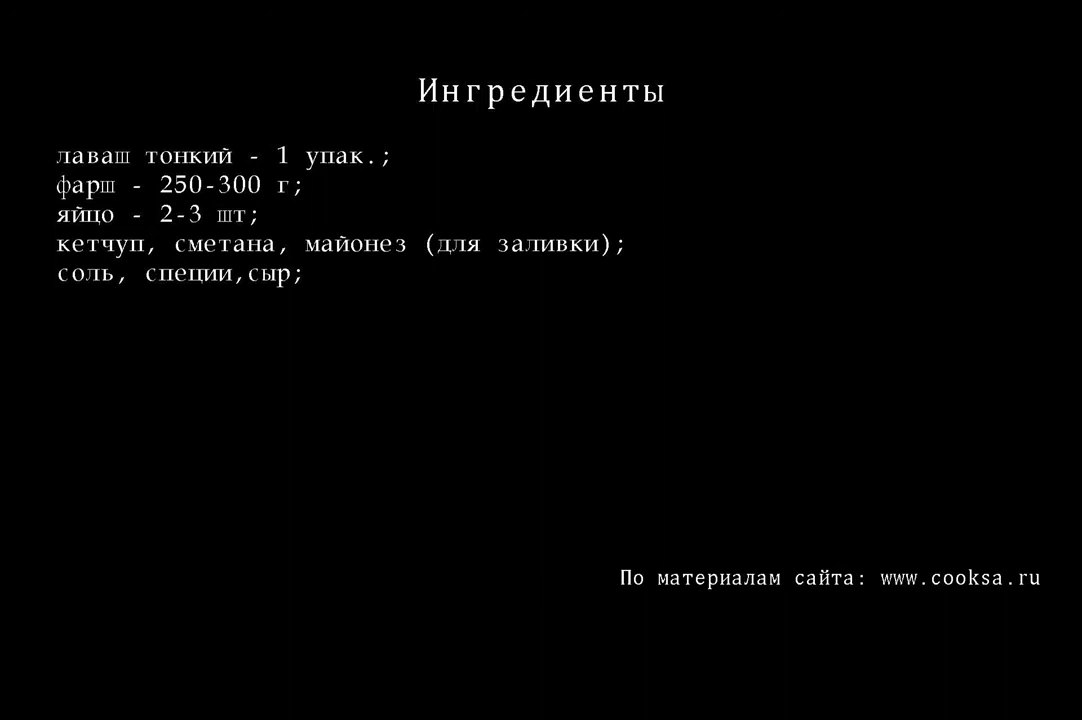 Ингредиенты
лаваш тонкий - 1 упак.;
фарш - 250-300 г;
яйцо - 2-3 шт;
кетчуп, сметана, майонез (для заливки);
соль, специи,сыр;
По материалам сайта: www.cooksa.ru